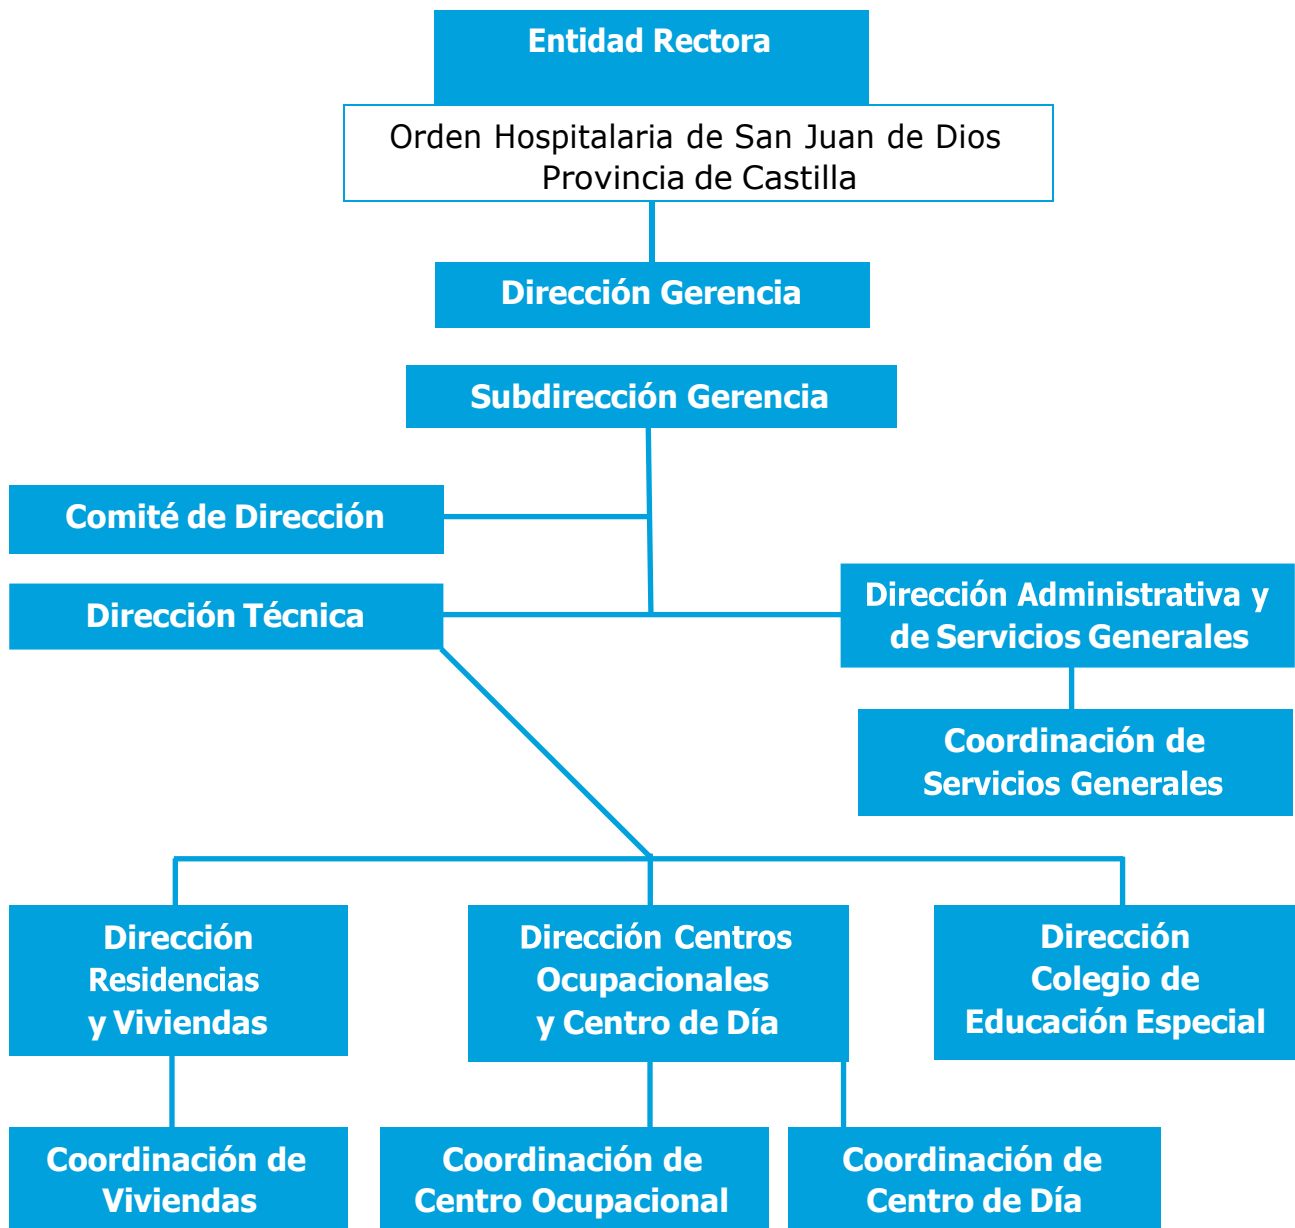 Entidad Rectora
Orden Hospitalaria de San Juan de Dios
Provincia de Castilla
Dirección Gerencia
Subdirección Gerencia
Comité de Dirección
Dirección Técnica
Dirección Administrativa y
de Servicios Generales
Coordinación de
Servicios Generales
Dirección
Residencias
y Viviendas
Dirección Centros
Ocupacionales
y Centro de Día
Dirección
Colegio de
Educación Especial
Coordinación de
Viviendas
Coordinación de
Centro Ocupacional
Coordinación de
Centro de Día